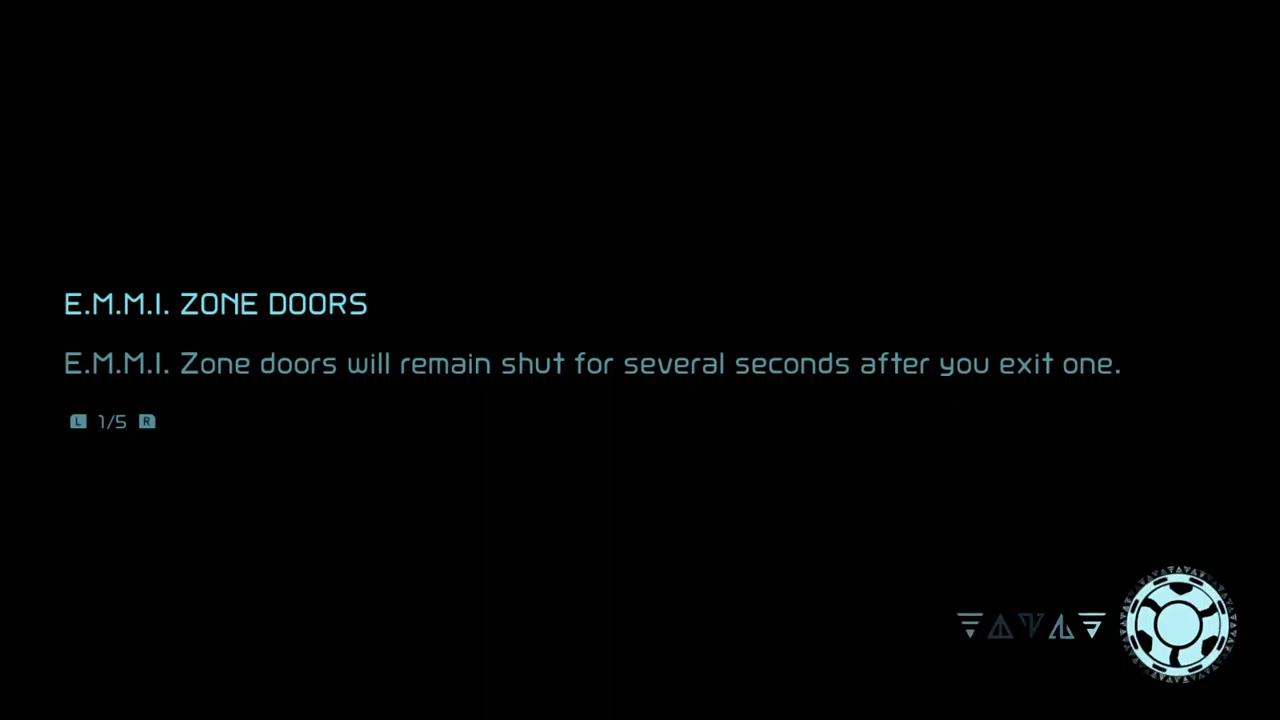 E.M.M.I. ZONE DOORS
E.M.M.I. Zone doors will remain shut for several seconds after you exit one.
L 1/5 R